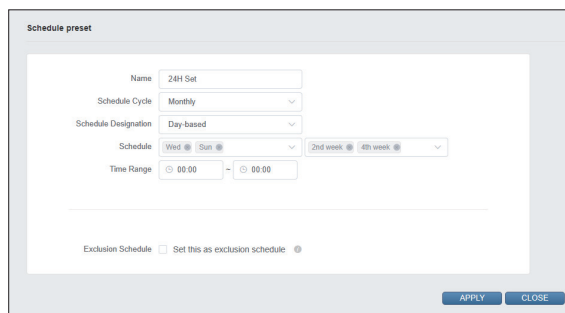 Schedule preset
Name 24H Set
Schedule Cycle Monthly
Schedule Designation Day-based
Schedule Wed Sun 2nd week 4th week
Time Range 00:00 ~ 00:00
Exclusion Schedule Set this as exclusion schedule
APPLY CLOSE